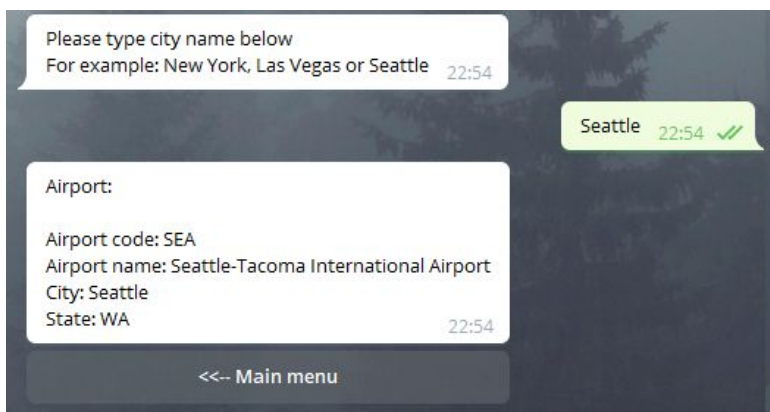 Please type city name below
For example: New York, Las Vegas or Seattle 22:54
Seattle 22:54
Airport:
Airport code: SEA
Airport name: Seattle-Tacoma International Airport
City: Seattle
State: WA 22:54
<<-- Main menu